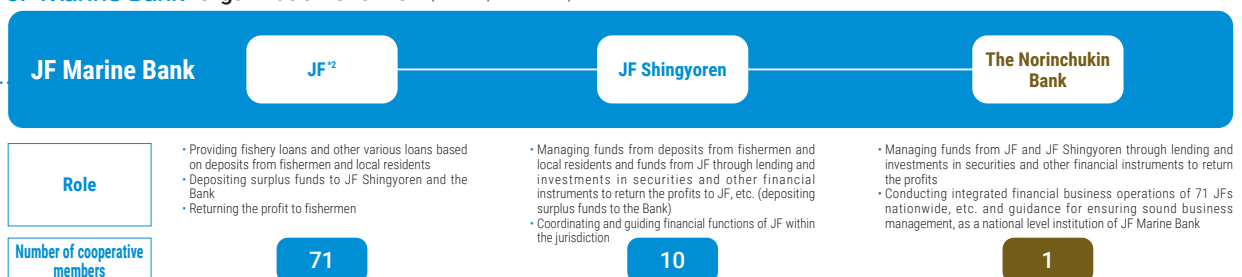 JF Marine Bank
JF*2
JF Shingyoren
The Norinchukin
Bank
Role
• Providing fishery loans and other various loans based
on deposits from fishermen and local residents
• Depositing surplus funds to JF Shingyoren and the
Bank
• Returning the profit to fishermen
• Managing funds from deposits from fishermen and
local residents and funds from JF through lending and
investments in securities and other financial
instruments to return the profits to JF, etc. (depositing
surplus funds to the Bank)
• Coordinating and guiding financial functions of JF within
the jurisdiction
• Managing funds from JF and JF Shingyoren through lending and
investments in securities and other financial instruments to return
the profits
• Conducting integrated financial business operations of 71 JFs
nationwide, etc. and guidance for ensuring sound business
management, as a national level institution of JF Marine Bank
Number of cooperative
members
71
10
1